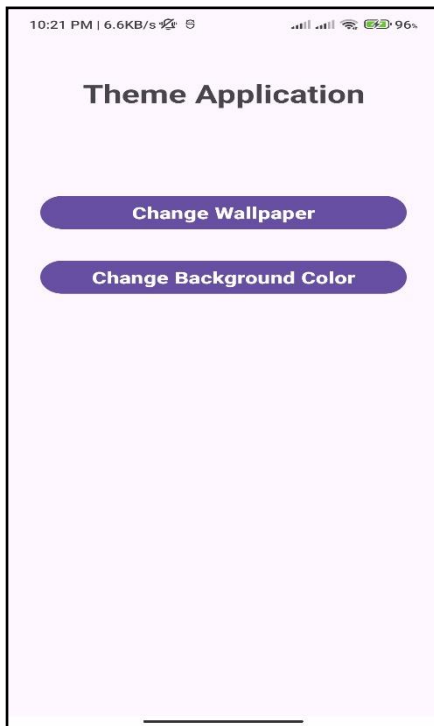 10:21 PM | 6.6KB/s 96%
Theme Application
Change Wallpaper
Change Background Color